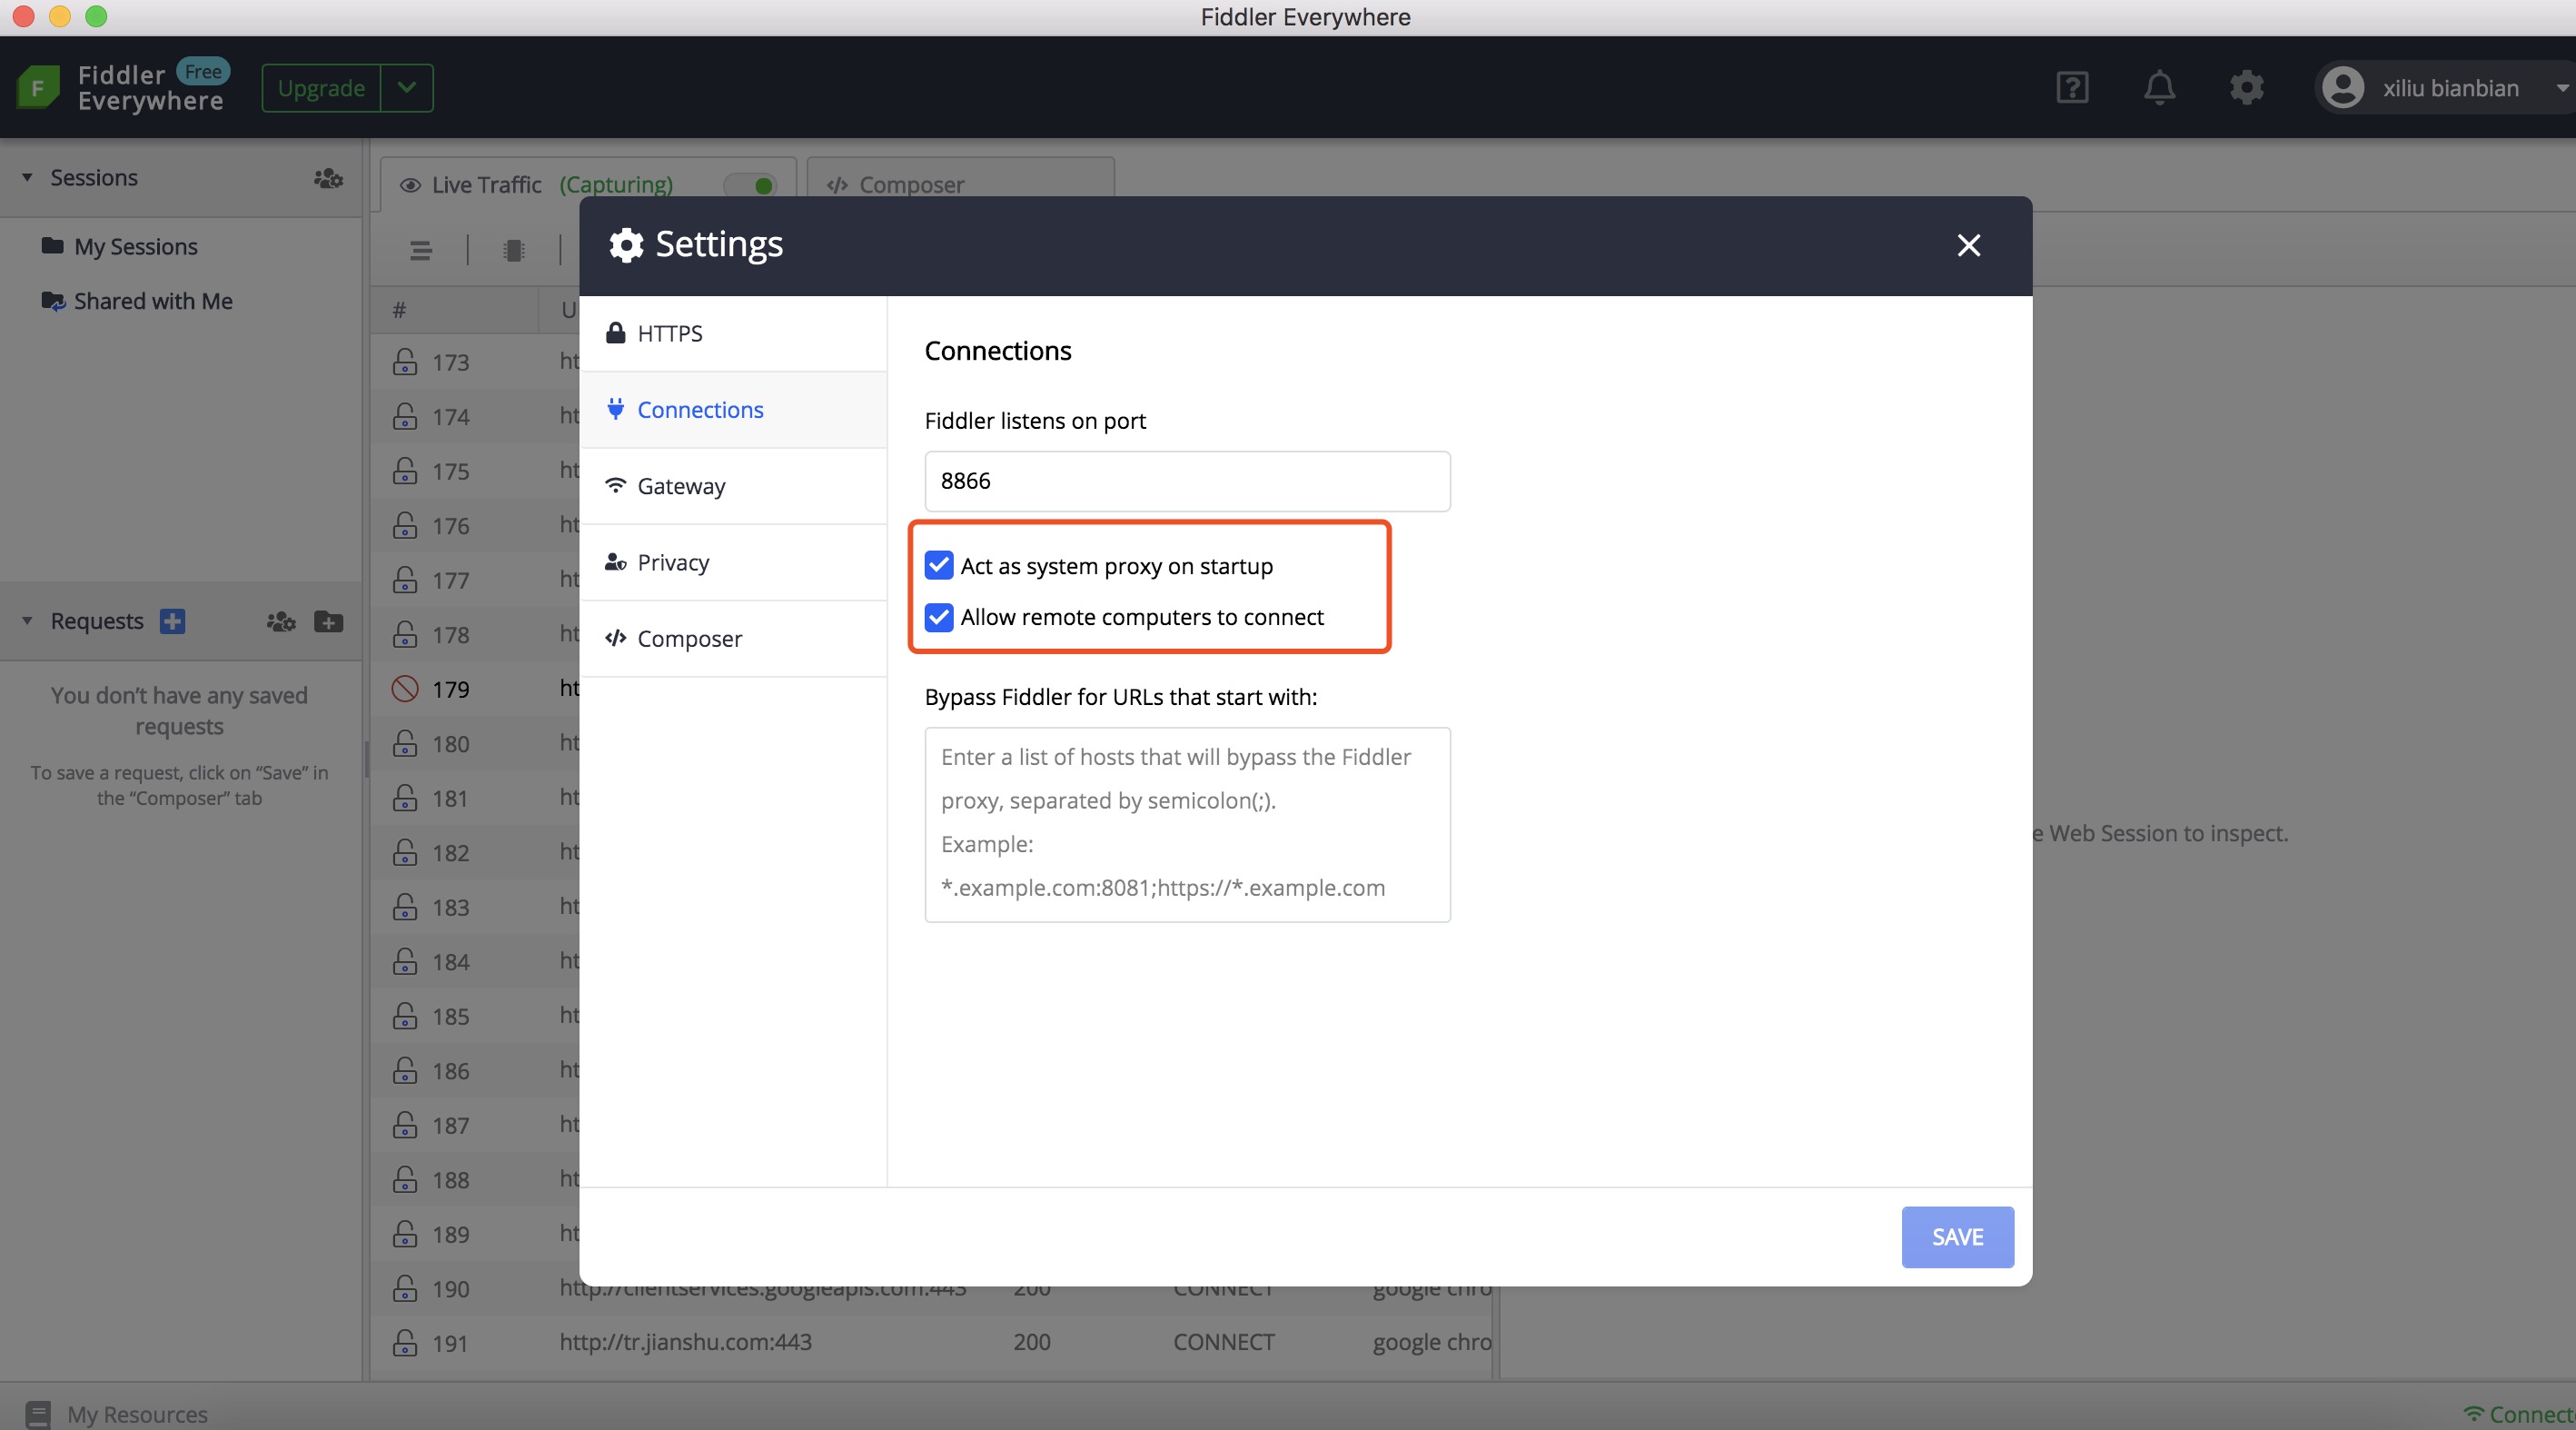 Fiddler Everywhere
F
Fiddler Free
Everywhere
Upgrade
xiliu bianbian
Sessions
My Sessions
Shared with Me
Requests
You don't have any saved
requests
To save a request, click on “Save” in
the “Composer” tab
Live Traffic (Capturing)
Composer
#
U
173 ht
174 ht
175 ht
176 ht
177 ht
178 ht
179 ht
180 ht
181 ht
182 ht
183 ht
184 ht
185 ht
186 ht
187 ht
188 ht
189 ht
190 http://clientservices.googleapis.com:443 200 CONNECT google chro
191 http://tr.jianshu.com:443 200 CONNECT google chro
Settings
HTTPS
Connections
Gateway
Privacy
Composer
Connections
Fiddler listens on port
8866
Act as system proxy on startup
Allow remote computers to connect
Bypass Fiddler for URLs that start with:
Enter a list of hosts that will bypass the Fiddler
proxy, separated by semicolon(;).
Example:
*.example.com:8081;https://*.example.com
SAVE
e Web Session to inspect.
My Resources
Connect